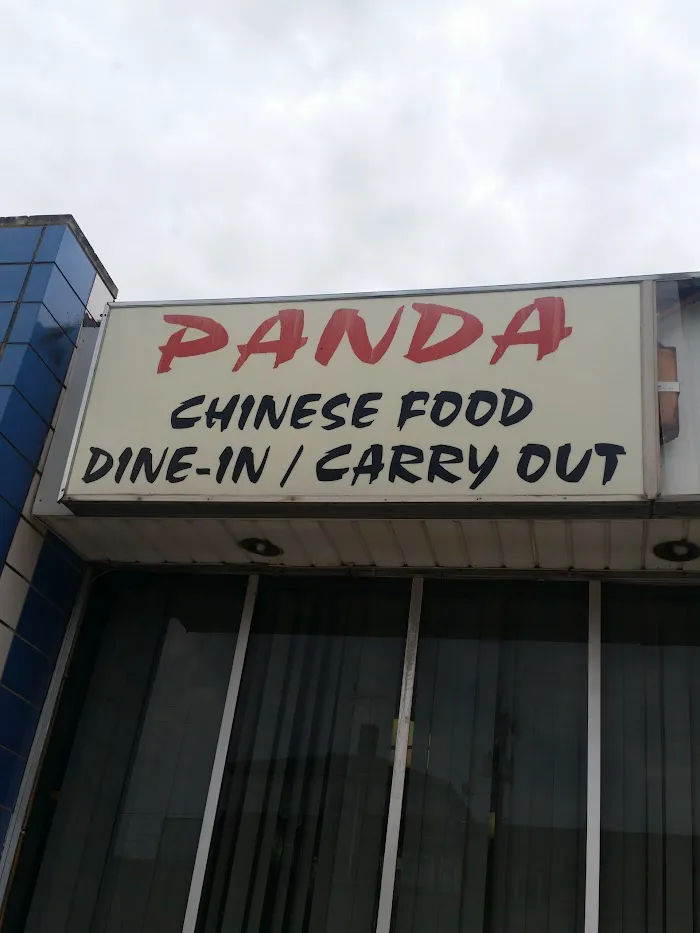 PANDA
CHINESE FOOD
DINE-IN / CARRY OUT